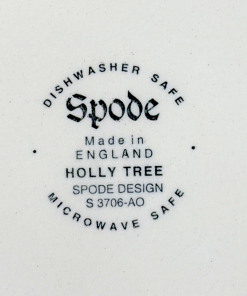 DISHWASHER SAFE
Spode
Made in
ENGLAND
HOLLY TREE
SPODE DESIGN
S 3706-AO
MICROWAVE SAFE